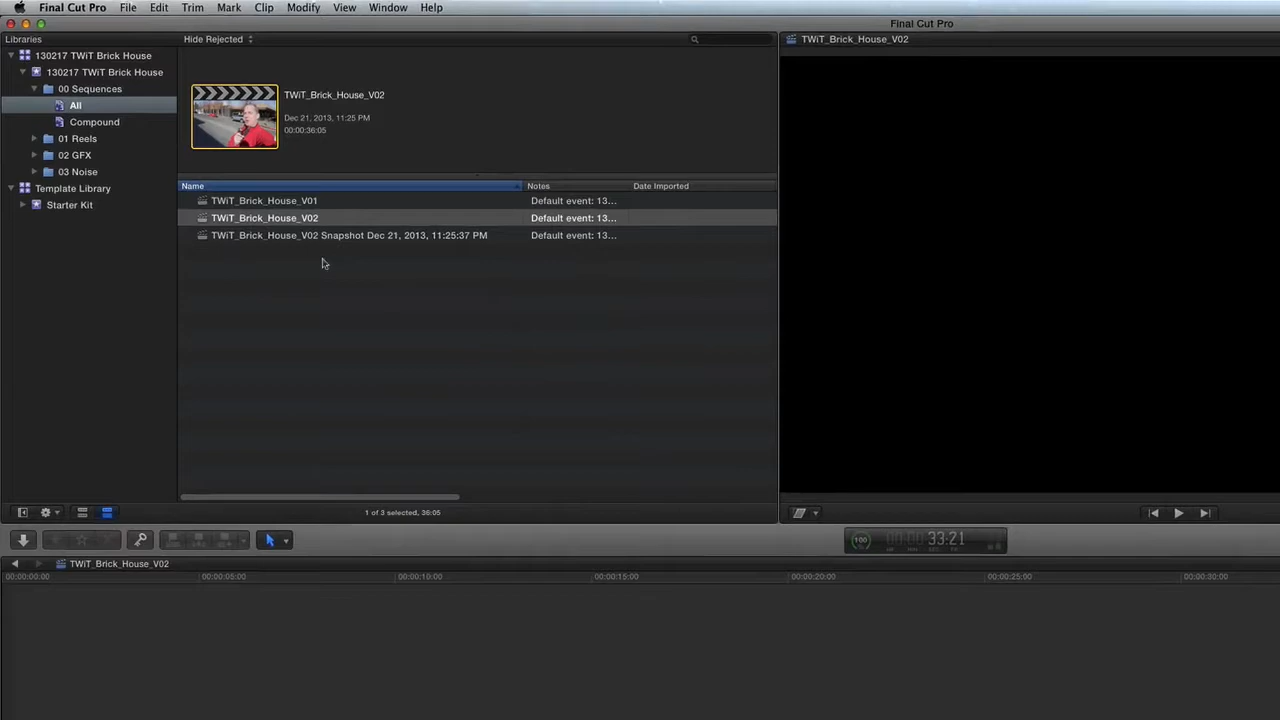 Final Cut Pro File Edit Trim Mark Clip Modify View Window Help
Final Cut Pro
Libraries
Hide Rejected
TWiT_Brick_House_V02
130217 TWiT Brick House
130217 TWiT Brick House
00 Sequences
All
Compound
01 Reels
02 GFX
03 Noise
Template Library
Starter Kit
TWiT_Brick_House_V02
Dec 21, 2013, 11:25 PM
00:00:36:05
Name Notes Date Imported
TWiT_Brick_House_V01 Default event: 13...
TWiT_Brick_House_V02 Default event: 13...
TWiT_Brick_House_V02 Snapshot Dec 21, 2013, 11:25:37 PM Default event: 13...
1 of 3 selected, 36:05
100 33:21
TWiT_Brick_House_V02
00:00:00:00 00:00:05:00 00:00:10:00 00:00:15:00 00:00:20:00 00:00:25:00 00:00:30:00